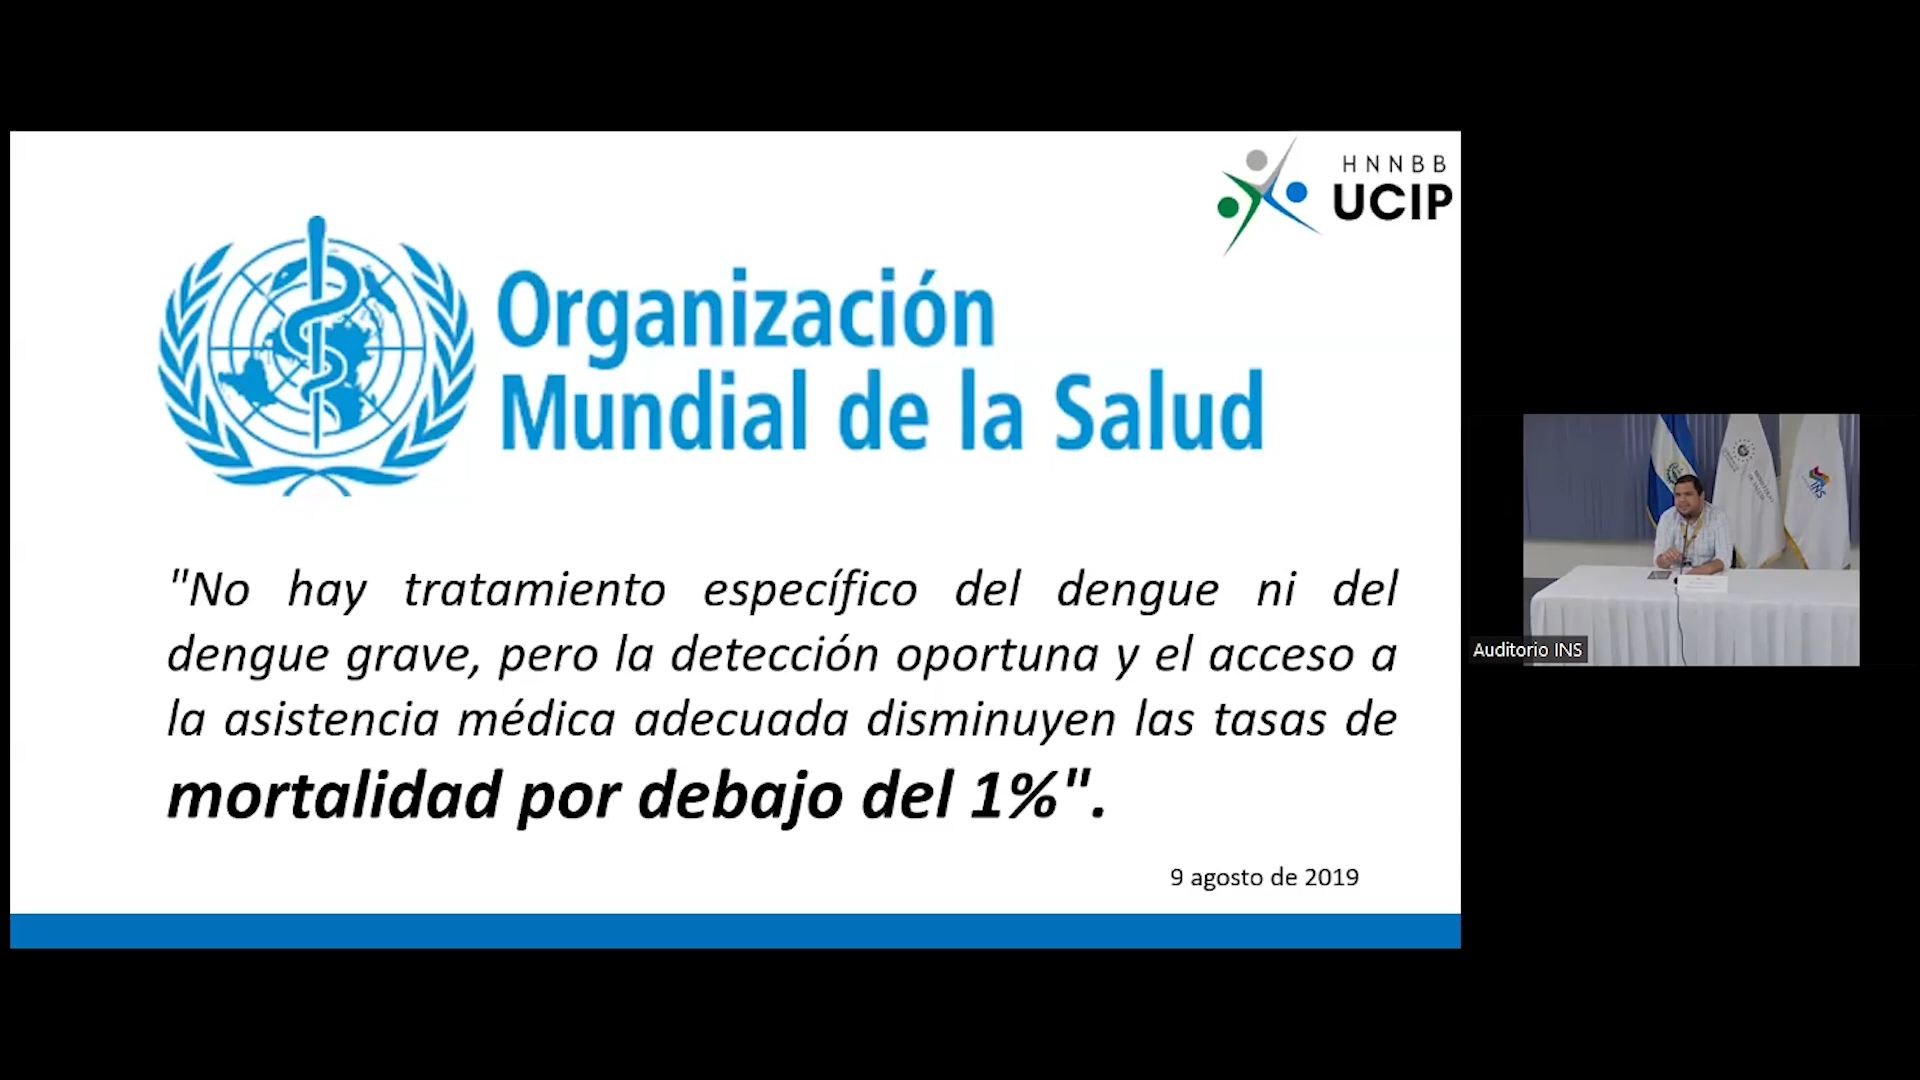 HNNBB
UCIP
Organización
Mundial de la Salud
"No hay tratamiento específico del dengue ni del
dengue grave, pero la detección oportuna y el acceso a
la asistencia médica adecuada disminuyen las tasas de
mortalidad por debajo del 1%".
9 agosto de 2019
INS
Auditorio INS